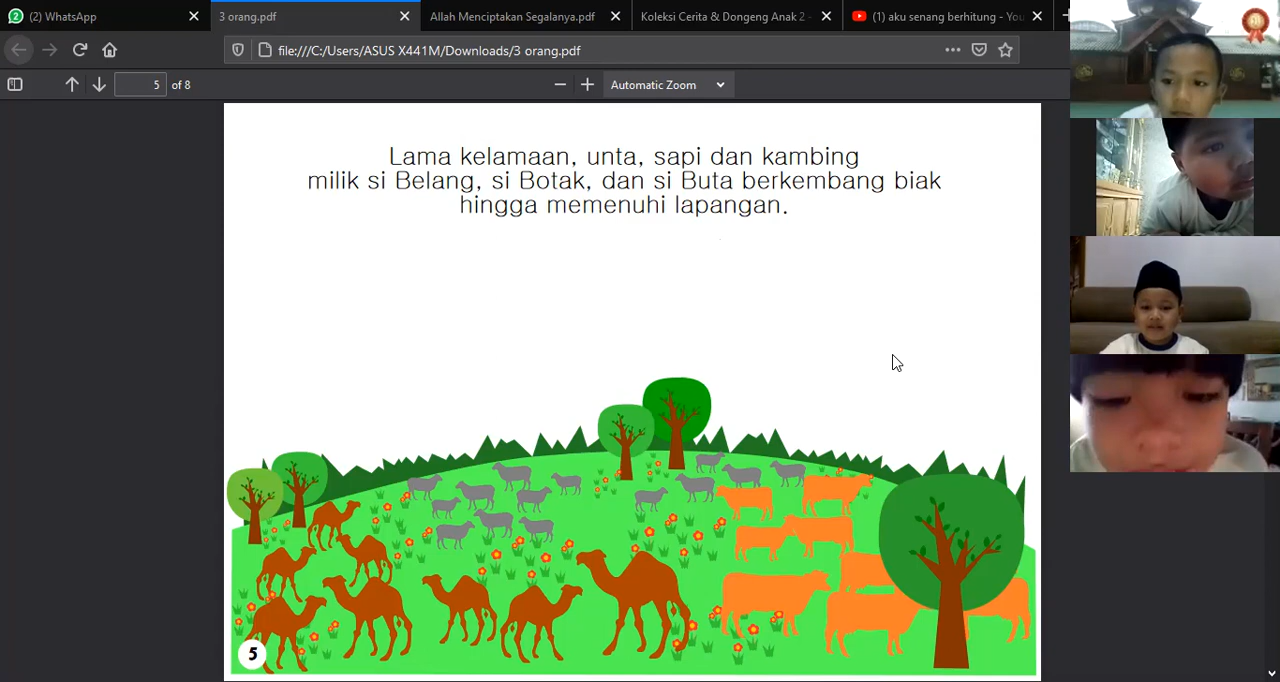 (2) WhatsApp
3 orang.pdf
Allah Menciptakan Segalanya.pdf
Koleksi Cerita & Dongeng Anak 2 -
(1) aku senang berhitung - You
file:///C:/Users/ASUS X441M/Downloads/3 orang.pdf
5 of 8
Automatic Zoom
Lama kelamaan, unta, sapi dan kambing
milik si Belang, si Botak, dan si Buta berkembang biak
hingga memenuhi lapangan.
5